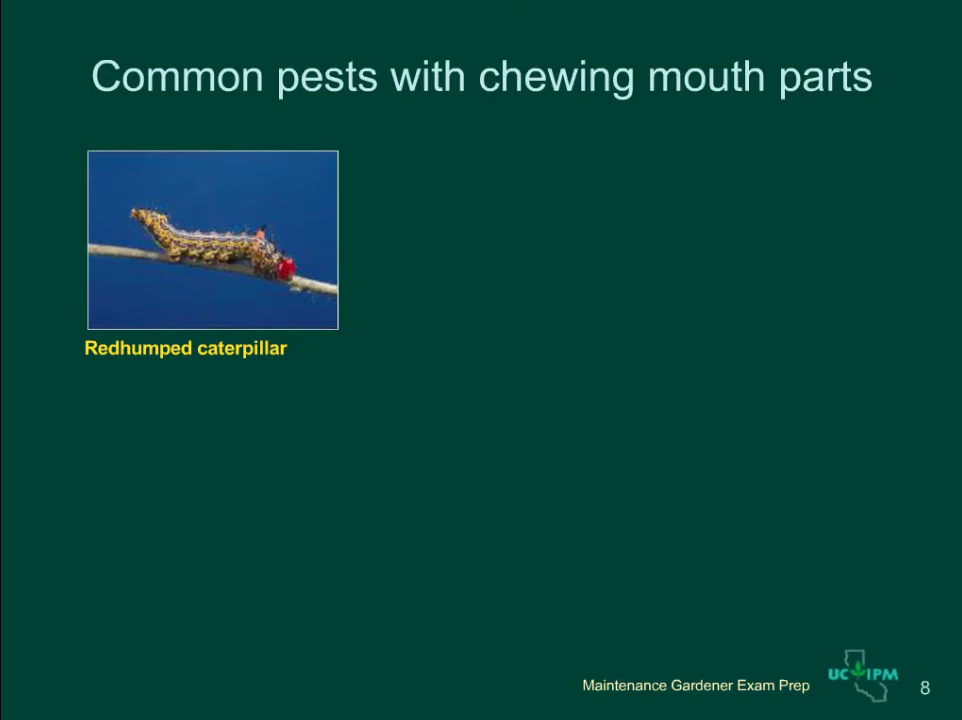 Common pests with chewing mouth parts
Redhumped caterpillar
Maintenance Gardener Exam Prep
UC IPM
8